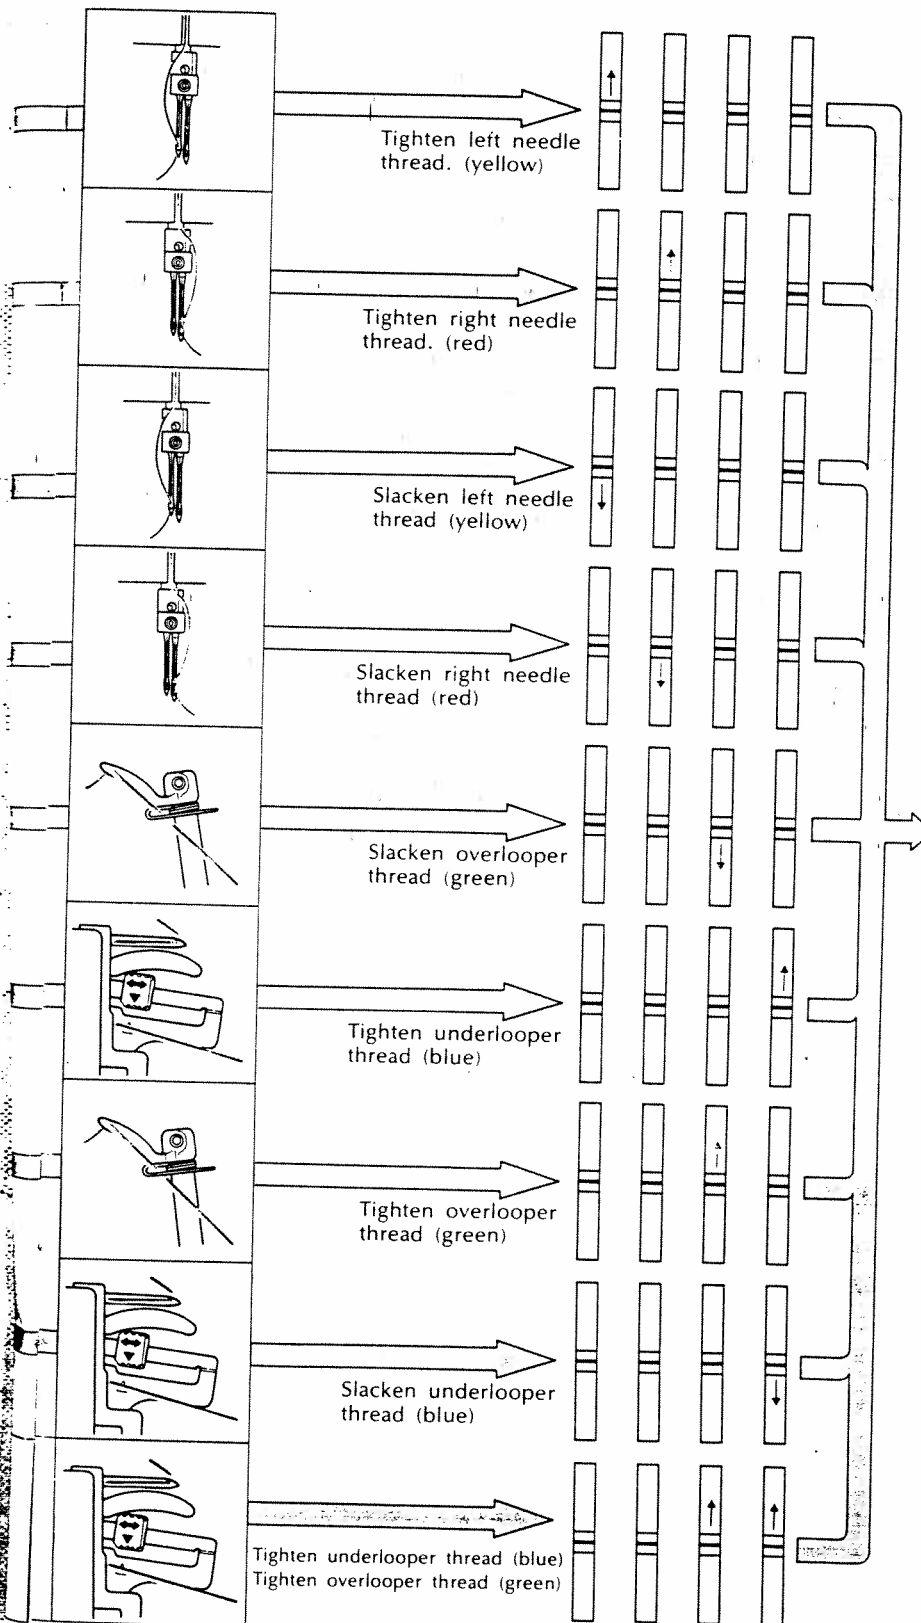 Tighten left needle
thread. (yellow)
Tighten right needle
thread. (red)
Slacken left needle
thread (yellow)
Slacken right needle
thread (red)
Slacken overlooper
thread (green)
Tighten underlooper
thread (blue)
Tighten overlooper
thread (green)
Slacken underlooper
thread (blue)
Tighten underlooper thread (blue)
Tighten overlooper thread (green)